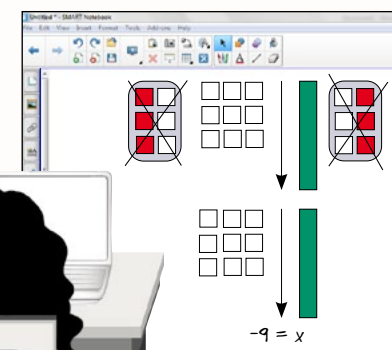 Untitled * - SMART Notebook
File Edit View Insert Format Tools Add-ons Help
-9 = x